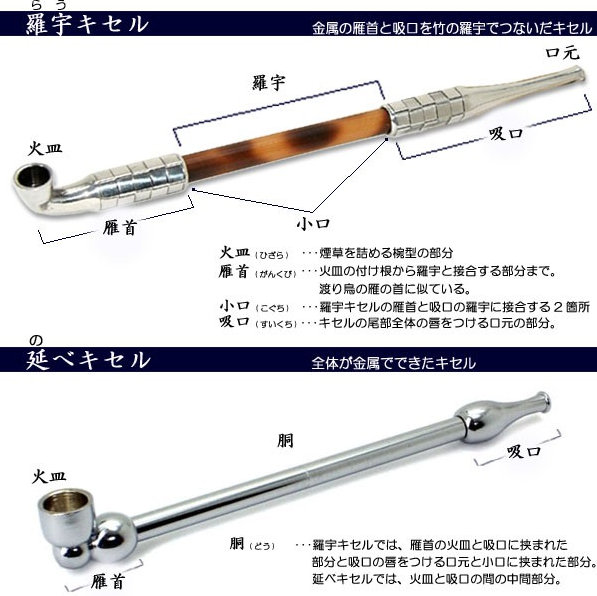 らう
羅宇キセル 金属の雁首と吸口を竹の羅宇でつないだキセル
口元
羅宇
火皿
吸口
雁首
小口
火皿(ひざら) ･･･煙草を詰める椀型の部分
雁首(がんくび) ･･･火皿の付け根から羅宇と接合する部分まで。
渡り鳥の雁の首に似ている。
小口(こぐち) ･･･羅宇キセルの雁首と吸口の羅宇に接合する2箇所
吸口(すいくち)･･･キセルの尾部全体の唇をつける口元の部分。
の
延べキセル 全体が金属でできたキセル
胴
吸口
火皿
雁首
胴(どう) ･･･羅宇キセルでは、雁首の火皿と吸口に挟まれた
部分と吸口の唇をつける口元と小口に挟まれた部分。
延べキセルでは、火皿と吸口の間の中間部分。